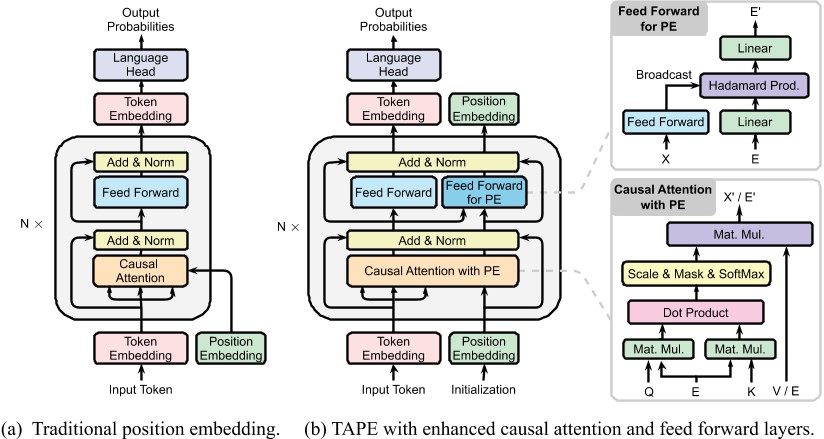 Output
Probabilities
Language
Head
Token
Embedding
Add & Norm
Feed Forward
N ×
Add & Norm
Causal
Attention
Token
Embedding
Position
Embedding
Input Token
Output
Probabilities
Language
Head
Token
Embedding
Position
Embedding
Add & Norm
Feed Forward
Feed Forward
for PE
N ×
Add & Norm
Causal Attention with PE
Token
Embedding
Position
Embedding
Input Token
Initialization
Feed Forward
for PE
E'
Linear
Broadcast
Hadamard Prod.
Feed Forward
Linear
X
E
Causal Attention
with PE
X' / E'
Mat. Mul.
Scale & Mask & SoftMax
Dot Product
Mat. Mul.
Mat. Mul.
Q
E
K
V / E
(a) Traditional position embedding.
(b) TAPE with enhanced causal attention and feed forward layers.